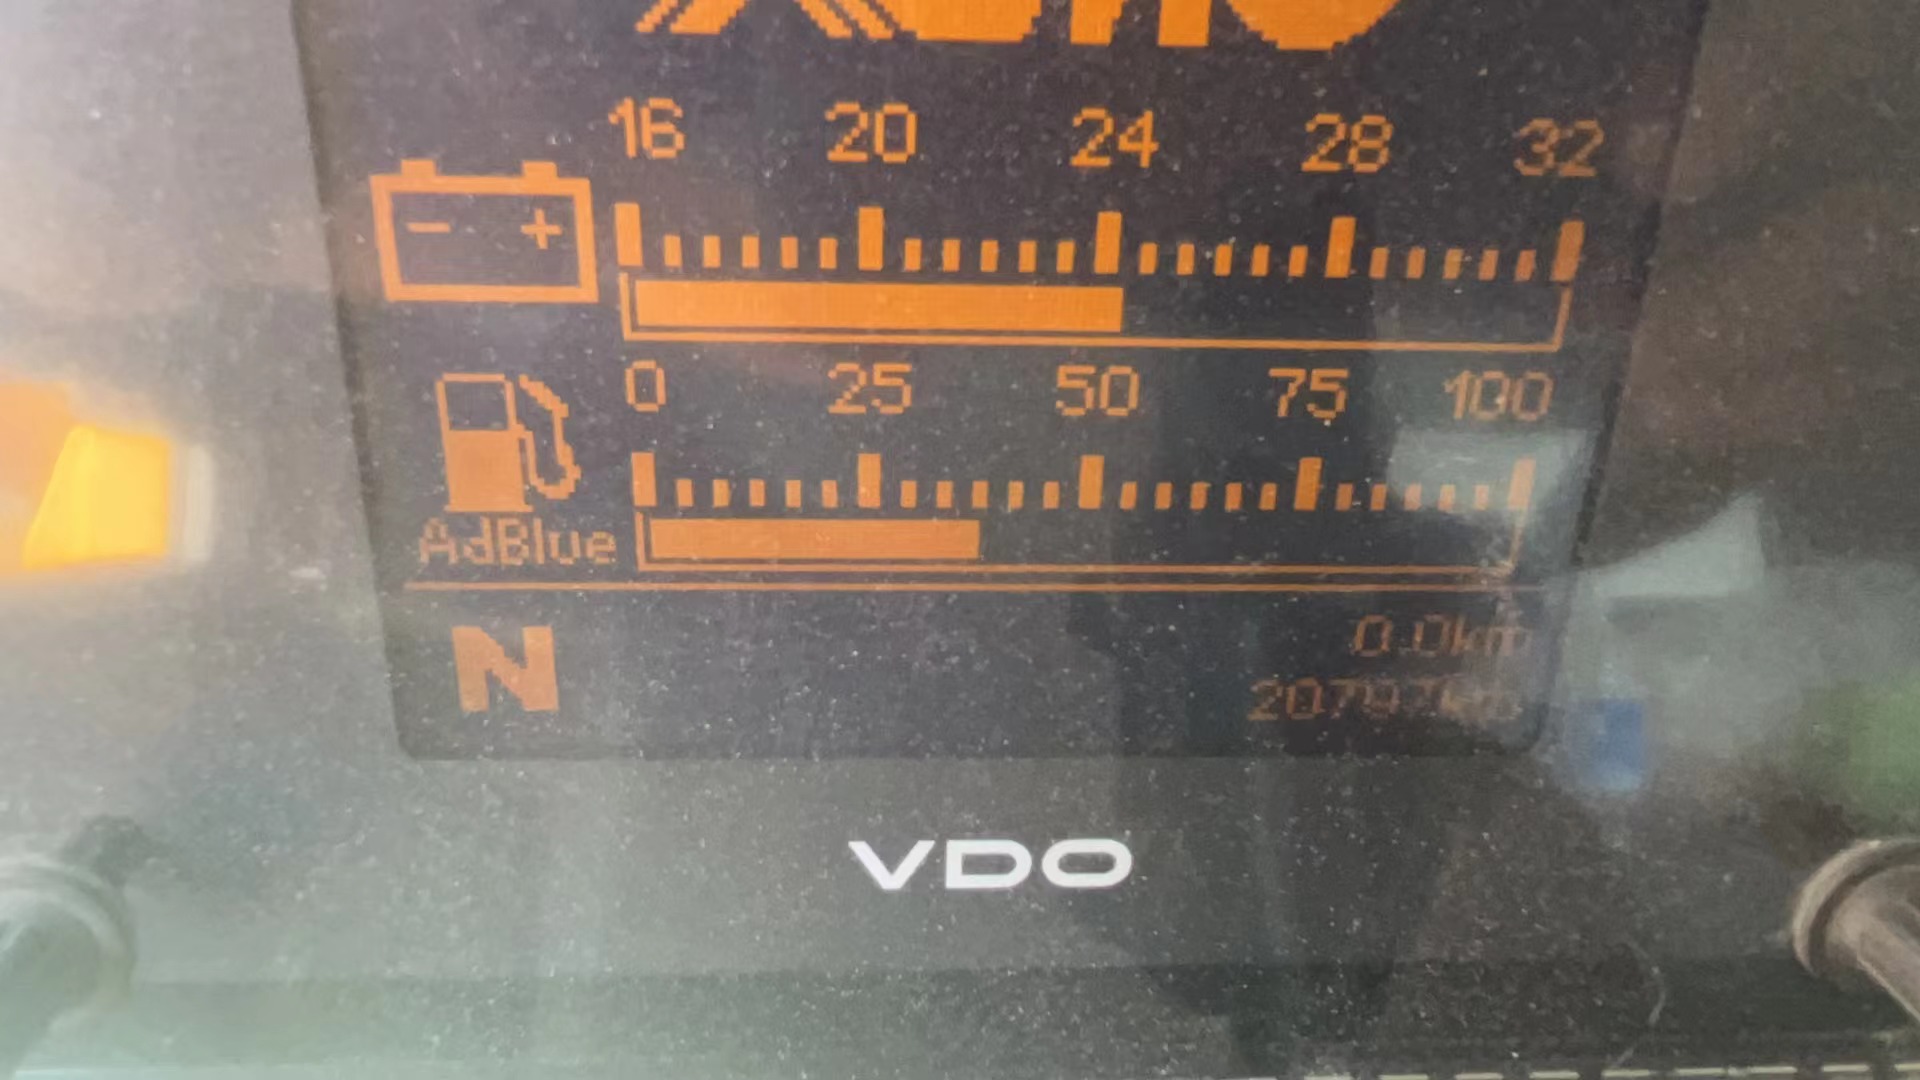 16 20 24 28 32
- +
0 25 50 75 100
AdBlue
N
0.0km
VDO